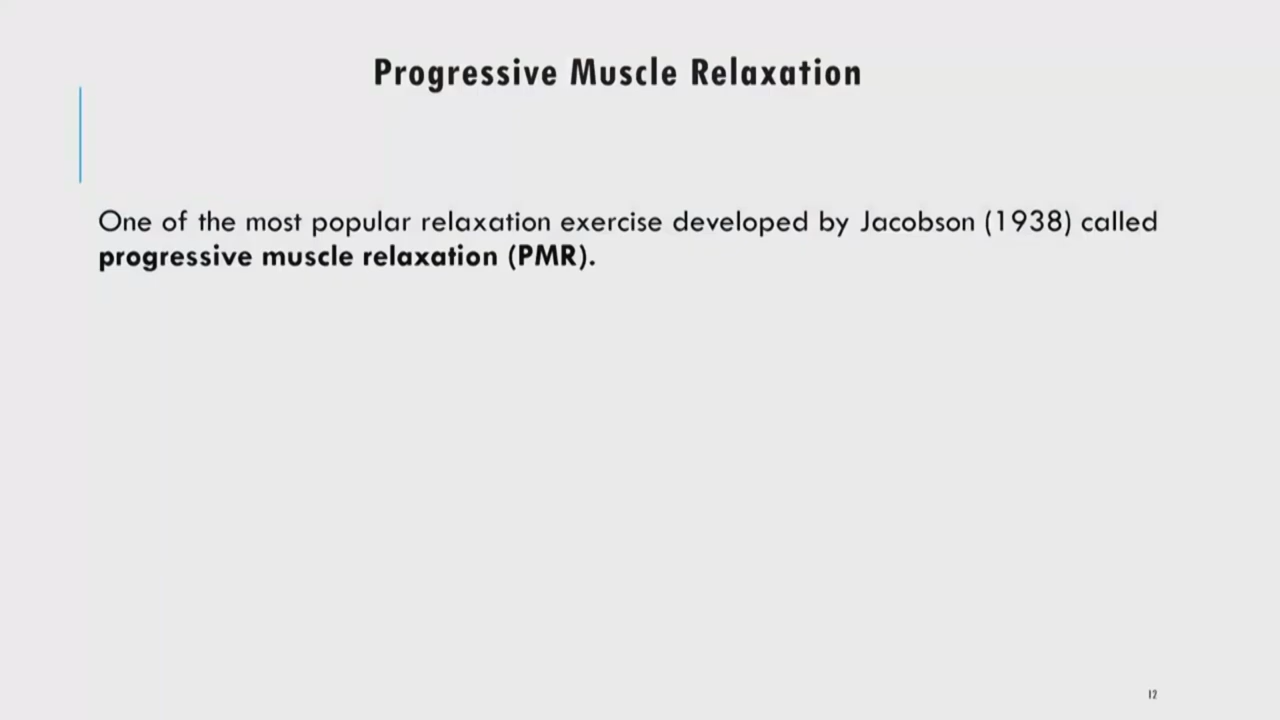 Progressive Muscle Relaxation
One of the most popular relaxation exercise developed by Jacobson (1938) called
progressive muscle relaxation (PMR).
12